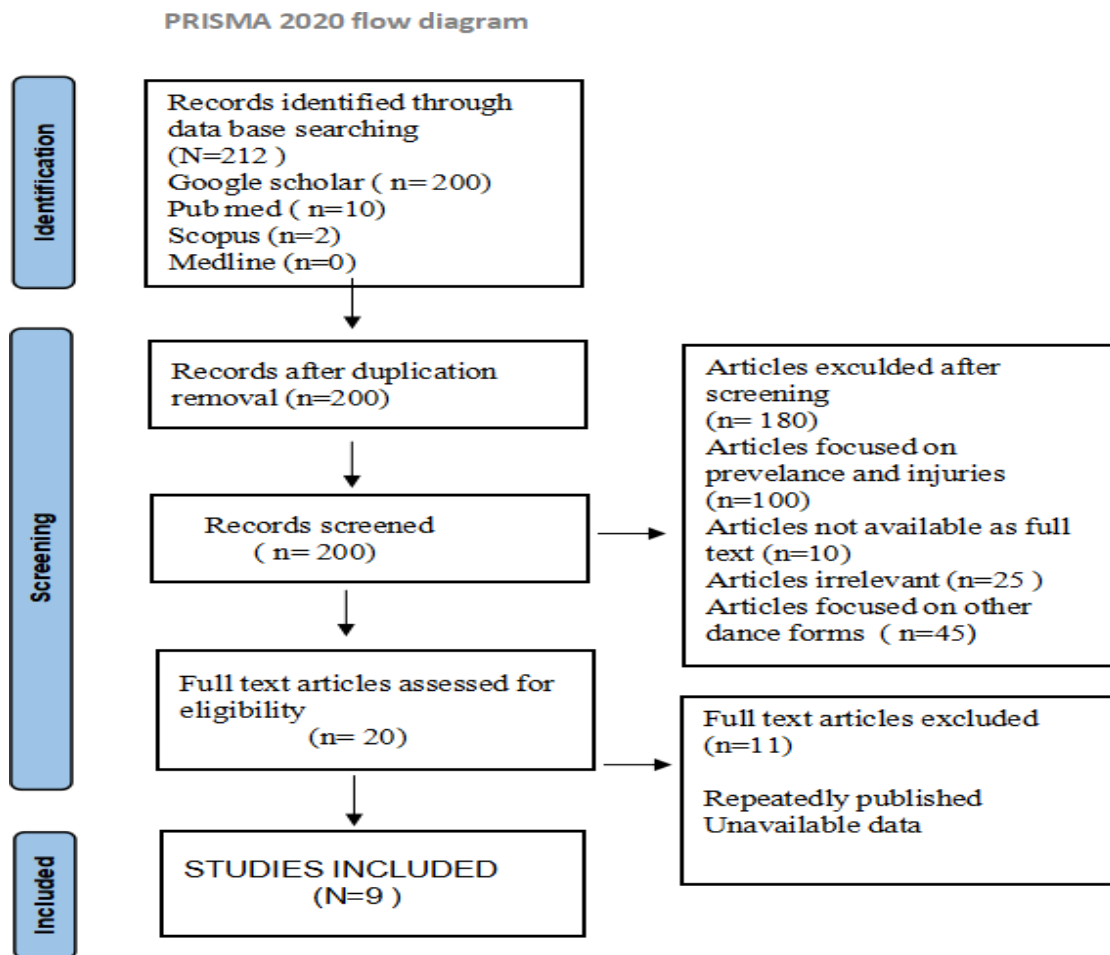 PRISMA 2020 flow diagram
Identification
Records identified through
data base searching
(N=212 )
Google scholar ( n= 200)
Pub med ( n=10)
Scopus (n=2)
Medline (n=0)
Screening
Records after duplication
removal (n=200)
Records screened
( n= 200)
Articles exculded after
screening
(n= 180)
Articles focused on
prevelance and injuries
(n=100)
Articles not available as full
text (n=10)
Articles irrelevant (n=25 )
Articles focused on other
dance forms ( n=45)
Full text articles assessed for
eligibility
(n= 20)
Full text articles excluded
(n=11)
Repeatedly published
Unavailable data
Included
STUDIES INCLUDED
(N=9 )